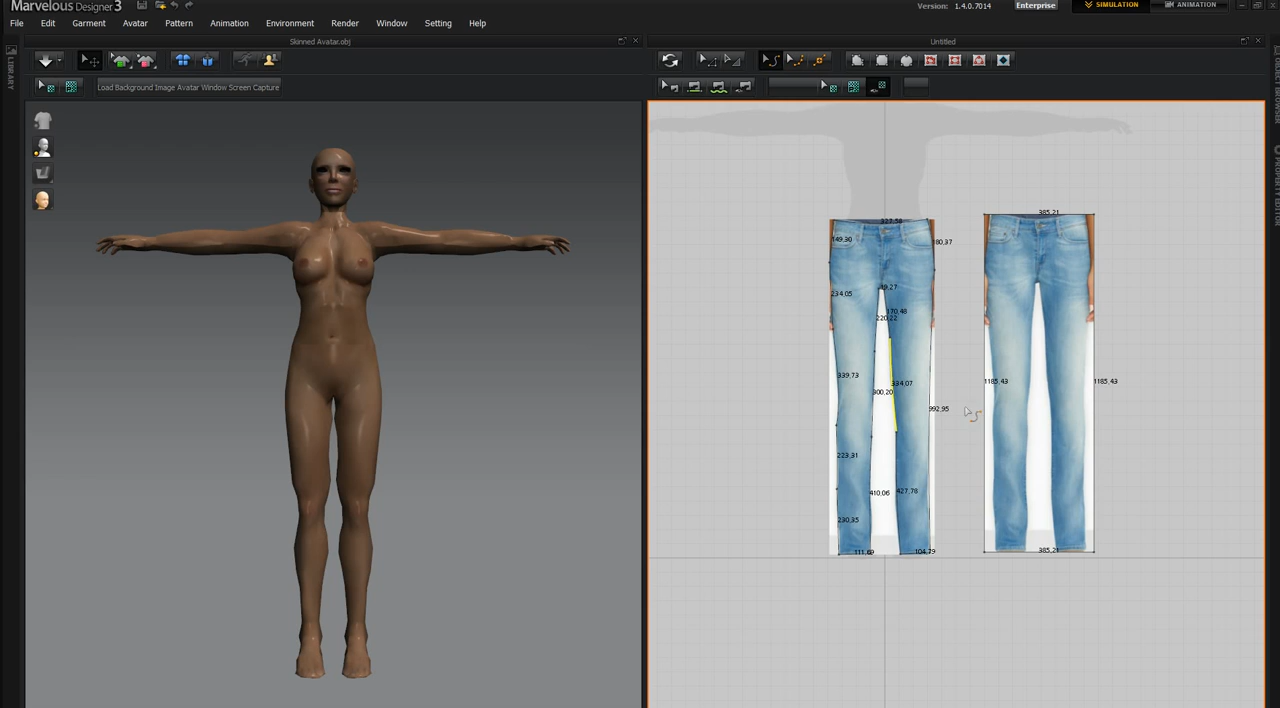 Marvelous Designer 3
Version: 1.4.0.7014
Enterprise
SIMULATION
ANIMATION
File Edit Garment Avatar Pattern Animation Environment Render Window Setting Help
Skinned Avatar.obj
Untitled
LIBRARY
OBJECT BROWSER
PROPERTY EDITOR
Load Background Image Avatar Window Screen Capture
327,58
385,21
149,30
180,37
234,05
39,27
170,48
220,22
339,73
334,07
300,20
992,95
1185,43
1185,43
223,31
410,06
427,78
230,35
111,69
104,79
385,21